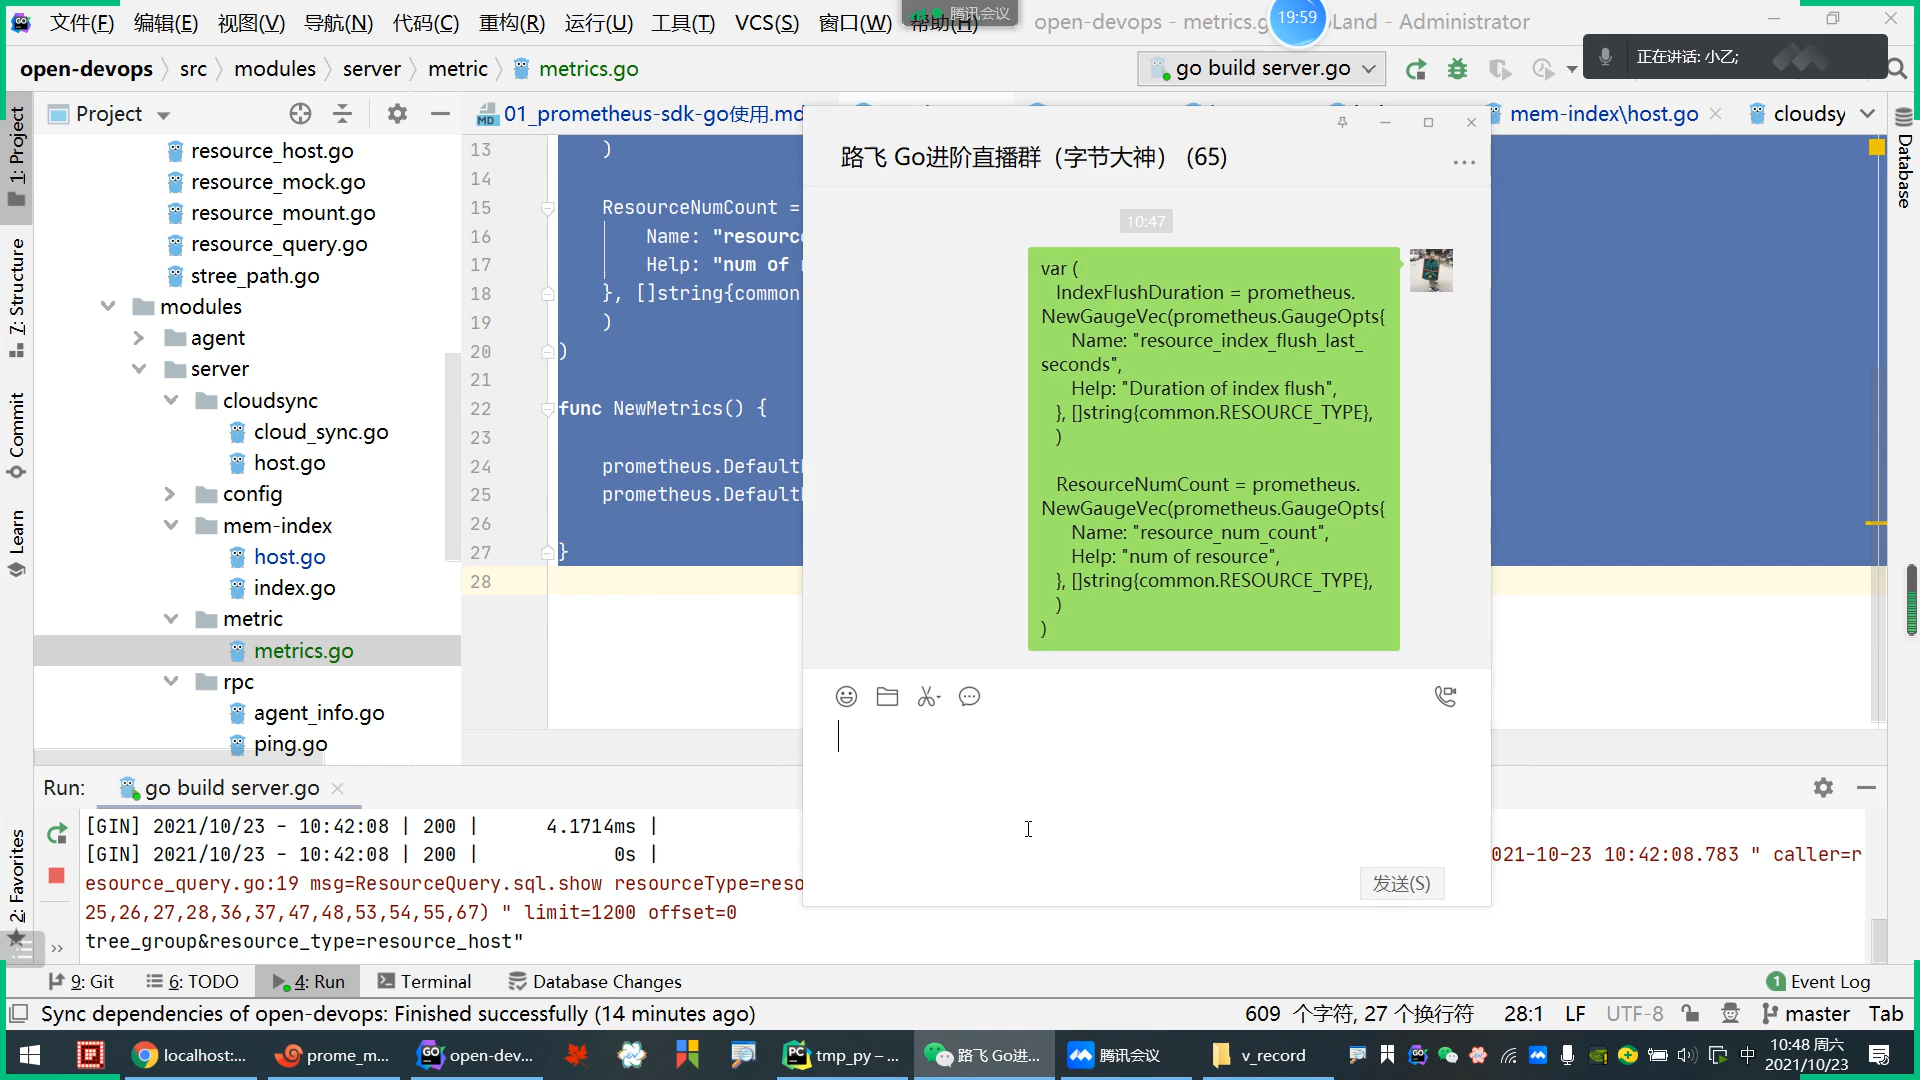 文件(F) 编辑(E) 视图(V) 导航(N) 代码(C) 重构(R) 运行(U) 工具(T) VCS(S) 窗口(W) 帮助(H)
腾讯会议
open-devops - metrics.g
19:59
Land - Administrator
open-devops src modules server metric metrics.go
go build server.go
正在讲话: 小乙;
1: Project
7: Structure
Commit
Learn
2: Favorites
Database
Project
resource_host.go
resource_mock.go
resource_mount.go
resource_query.go
stree_path.go
modules
agent
server
cloudsync
cloud_sync.go
host.go
config
mem-index
host.go
index.go
metric
metrics.go
rpc
agent_info.go
ping.go
01_prometheus-sdk-go使用.md
mem-index\host.go
cloudsy
13 )
14
15 ResourceNumCount =
16 Name: "resourc
17 Help: "num of
18 }, []string{common
19 )
20 )
21
22 func NewMetrics() {
23
24 prometheus.Default
25 prometheus.Default
26
27 }
28
路飞 Go进阶直播群（字节大神） (65)
10:47
var (
IndexFlushDuration = prometheus.
NewGaugeVec(prometheus.GaugeOpts{
Name: "resource_index_flush_last_
seconds",
Help: "Duration of index flush",
}, []string{common.RESOURCE_TYPE},
)
ResourceNumCount = prometheus.
NewGaugeVec(prometheus.GaugeOpts{
Name: "resource_num_count",
Help: "num of resource",
}, []string{common.RESOURCE_TYPE},
)
)
发送(S)
Run: go build server.go
[GIN] 2021/10/23 - 10:42:08 | 200 | 4.1714ms |
[GIN] 2021/10/23 - 10:42:08 | 200 | 0s |
021-10-23 10:42:08.783 " caller=r
esource_query.go:19 msg=ResourceQuery.sql.show resourceType=reso
25,26,27,28,36,37,47,48,53,54,55,67) " limit=1200 offset=0
tree_group&resource_type=resource_host"
9: Git 6: TODO 4: Run Terminal Database Changes
1 Event Log
Sync dependencies of open-devops: Finished successfully (14 minutes ago)
609 个字符, 27 个换行符 28:1 LF UTF-8 master Tab
localhost:... prome_m... open-dev... tmp_py – ... 路飞 Go进... 腾讯会议 v_record
中
10:48 周六
2021/10/23